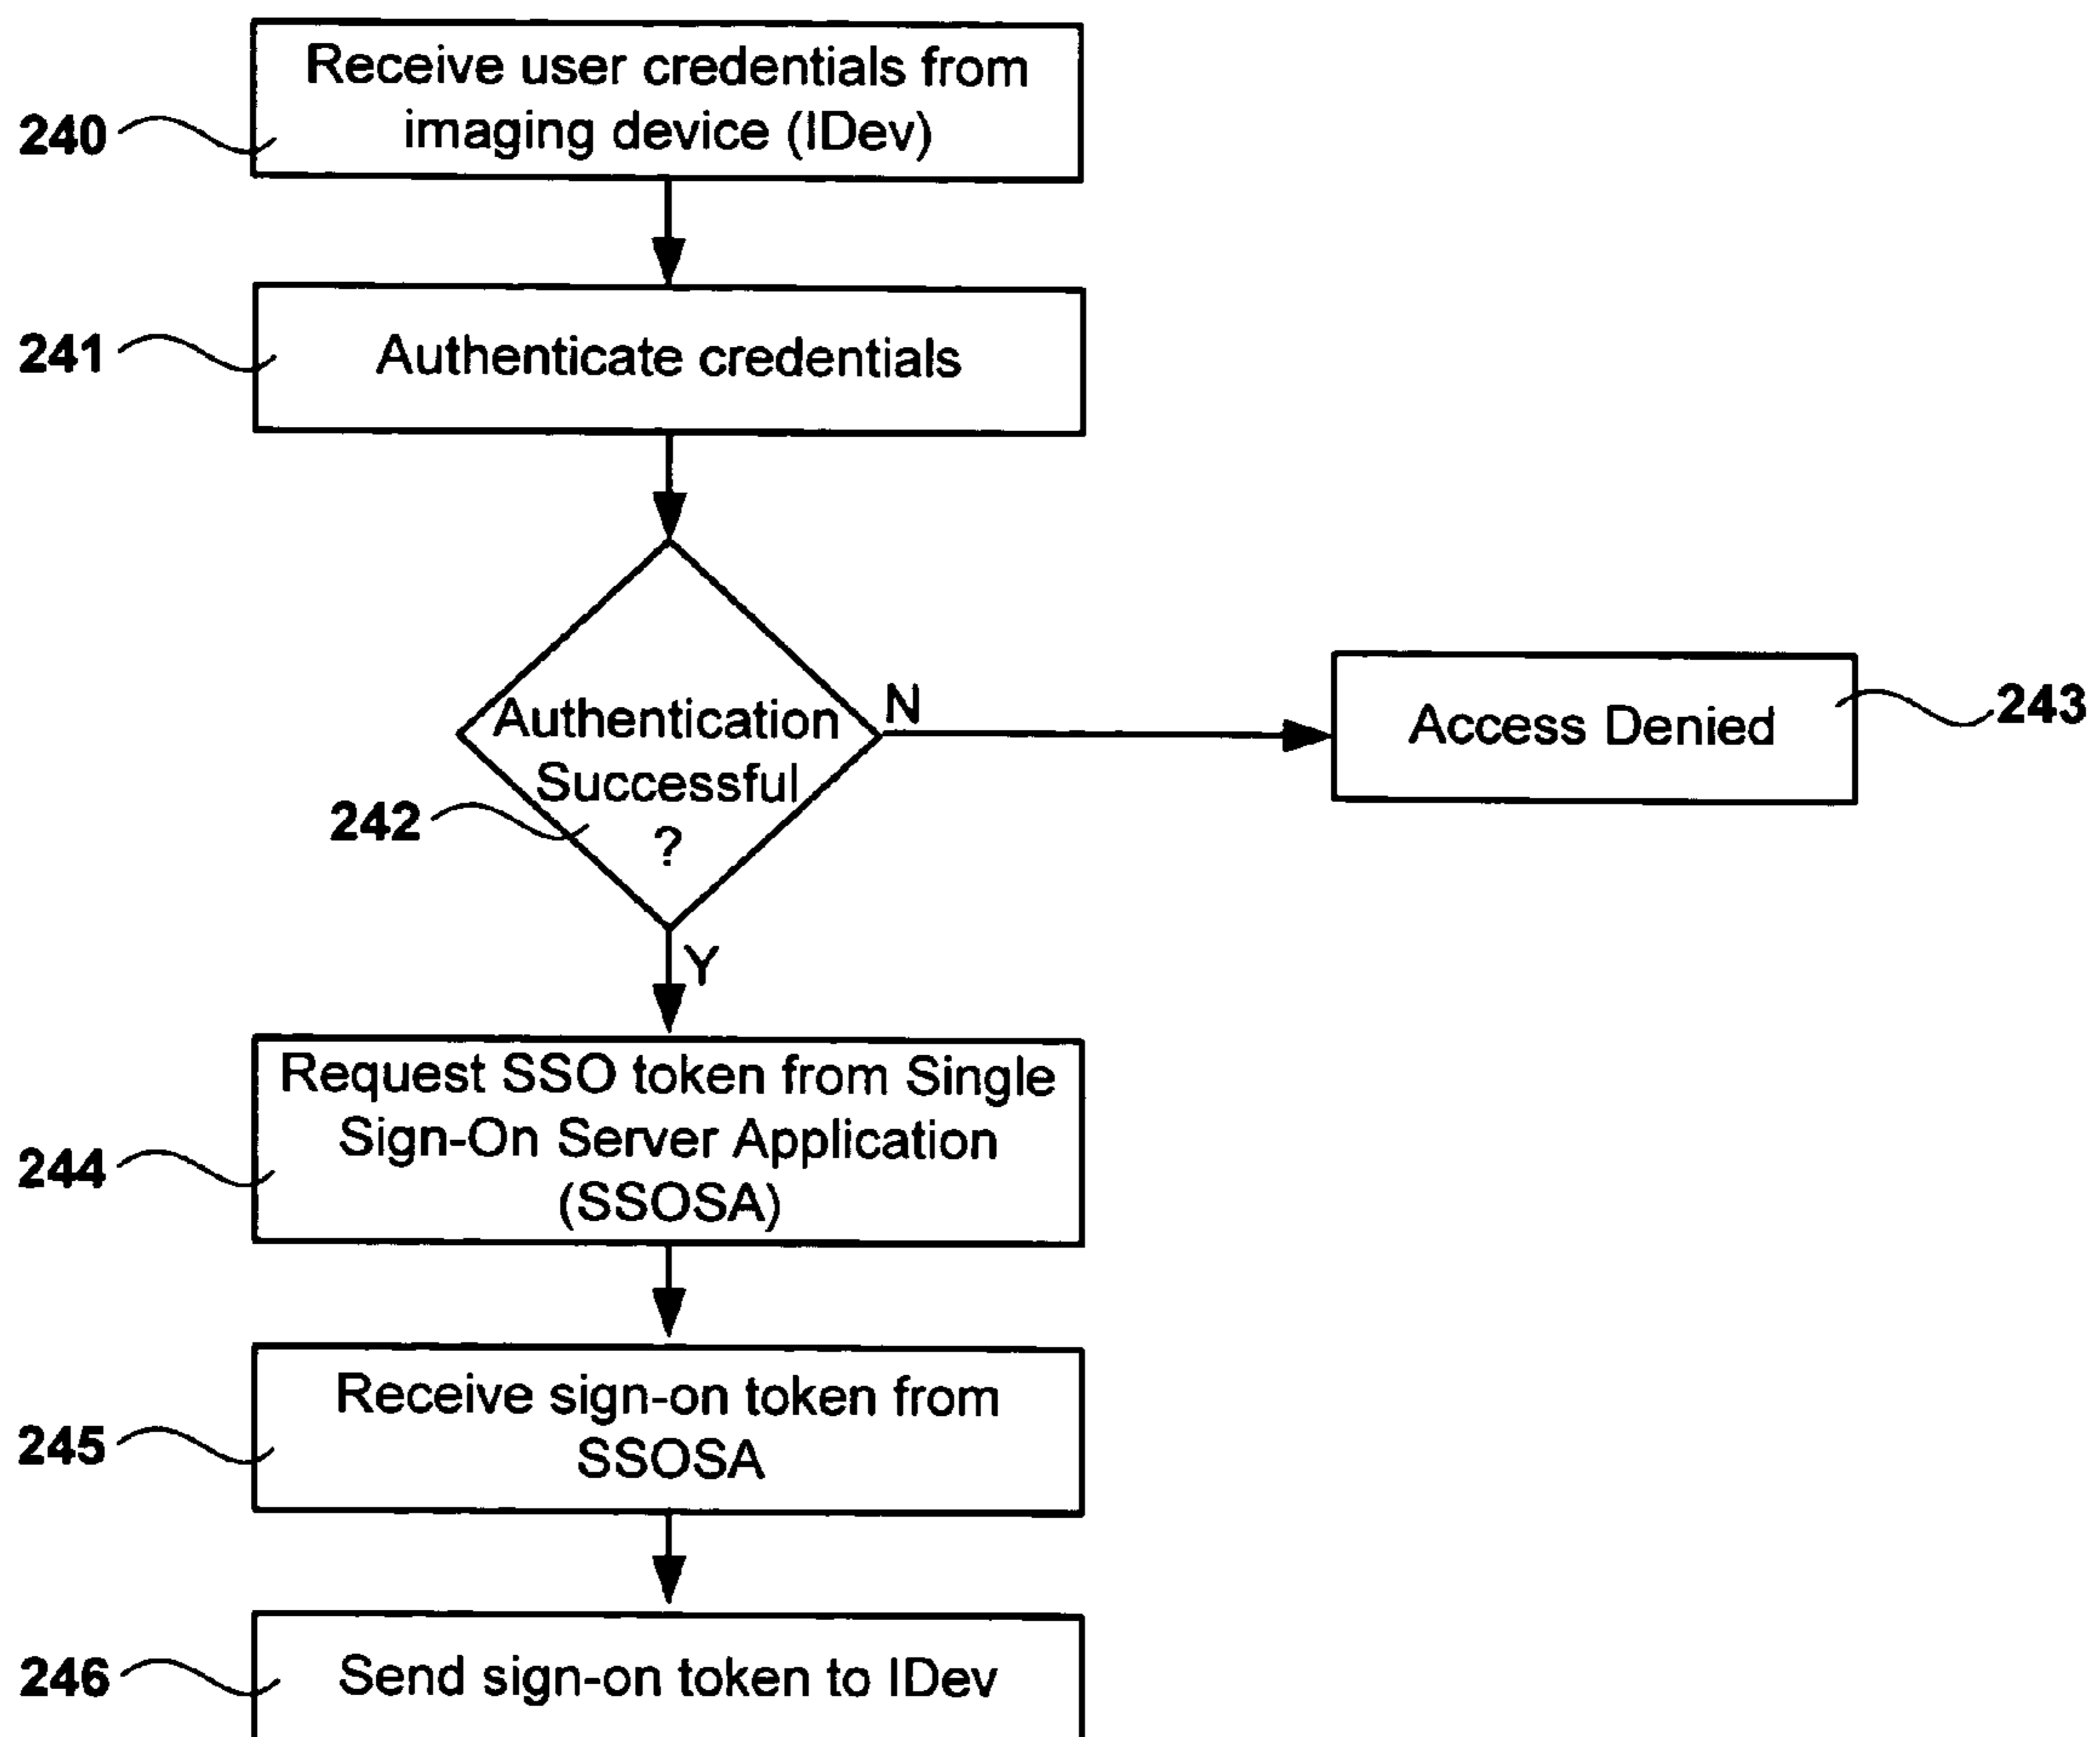 Receive user credentials from
imaging device (IDev)
240
Authenticate credentials
241
Authentication
Successful
?
242
N
Access Denied
243
Y
Request SSO token from Single
Sign-On Server Application
(SSOSA)
244
Receive sign-on token from
SSOSA
245
Send sign-on token to IDev
246